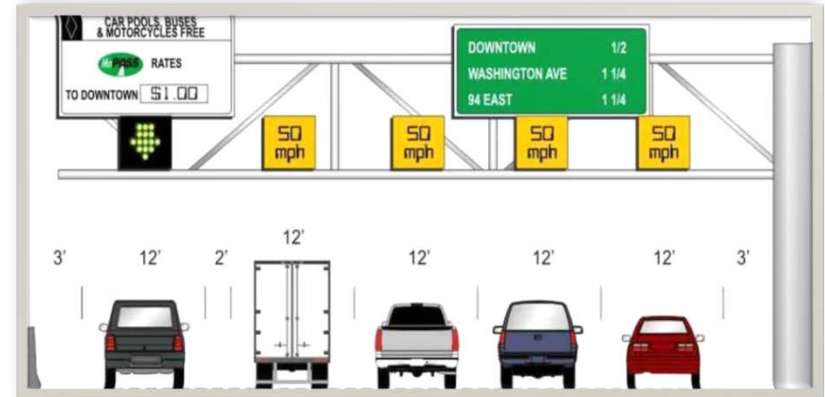 CAR POOLS, BUSES
& MOTORCYCLES FREE
MnPASS RATES
TO DOWNTOWN $1.00
DOWNTOWN 1/2
WASHINGTON AVE 1 1/4
94 EAST 1 1/4
50
mph
50
mph
50
mph
50
mph
3' 12' 2' 12' 12' 12' 12' 3'